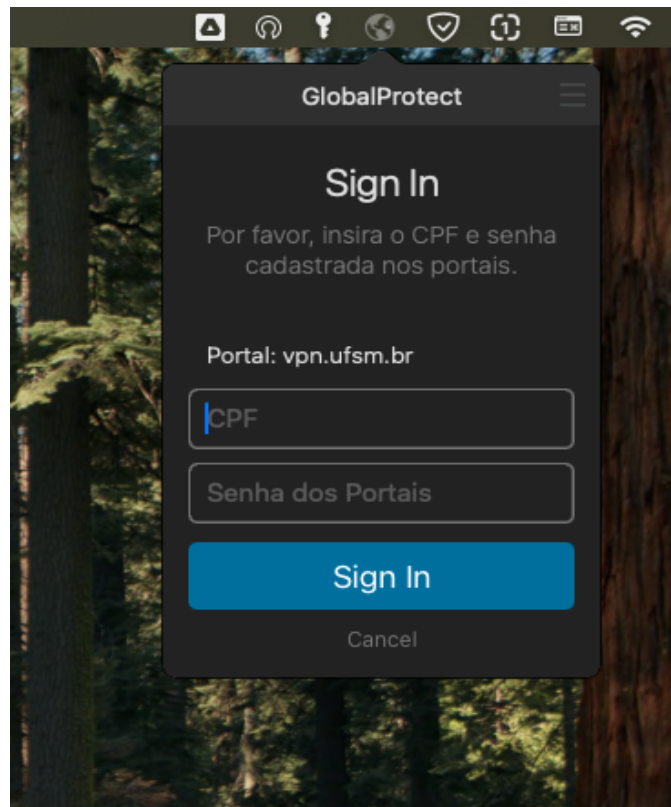 GlobalProtect
Sign In
Por favor, insira o CPF e senha
cadastrada nos portais.
Portal: vpn.ufsm.br
CPF
Senha dos Portais
Sign In
Cancel